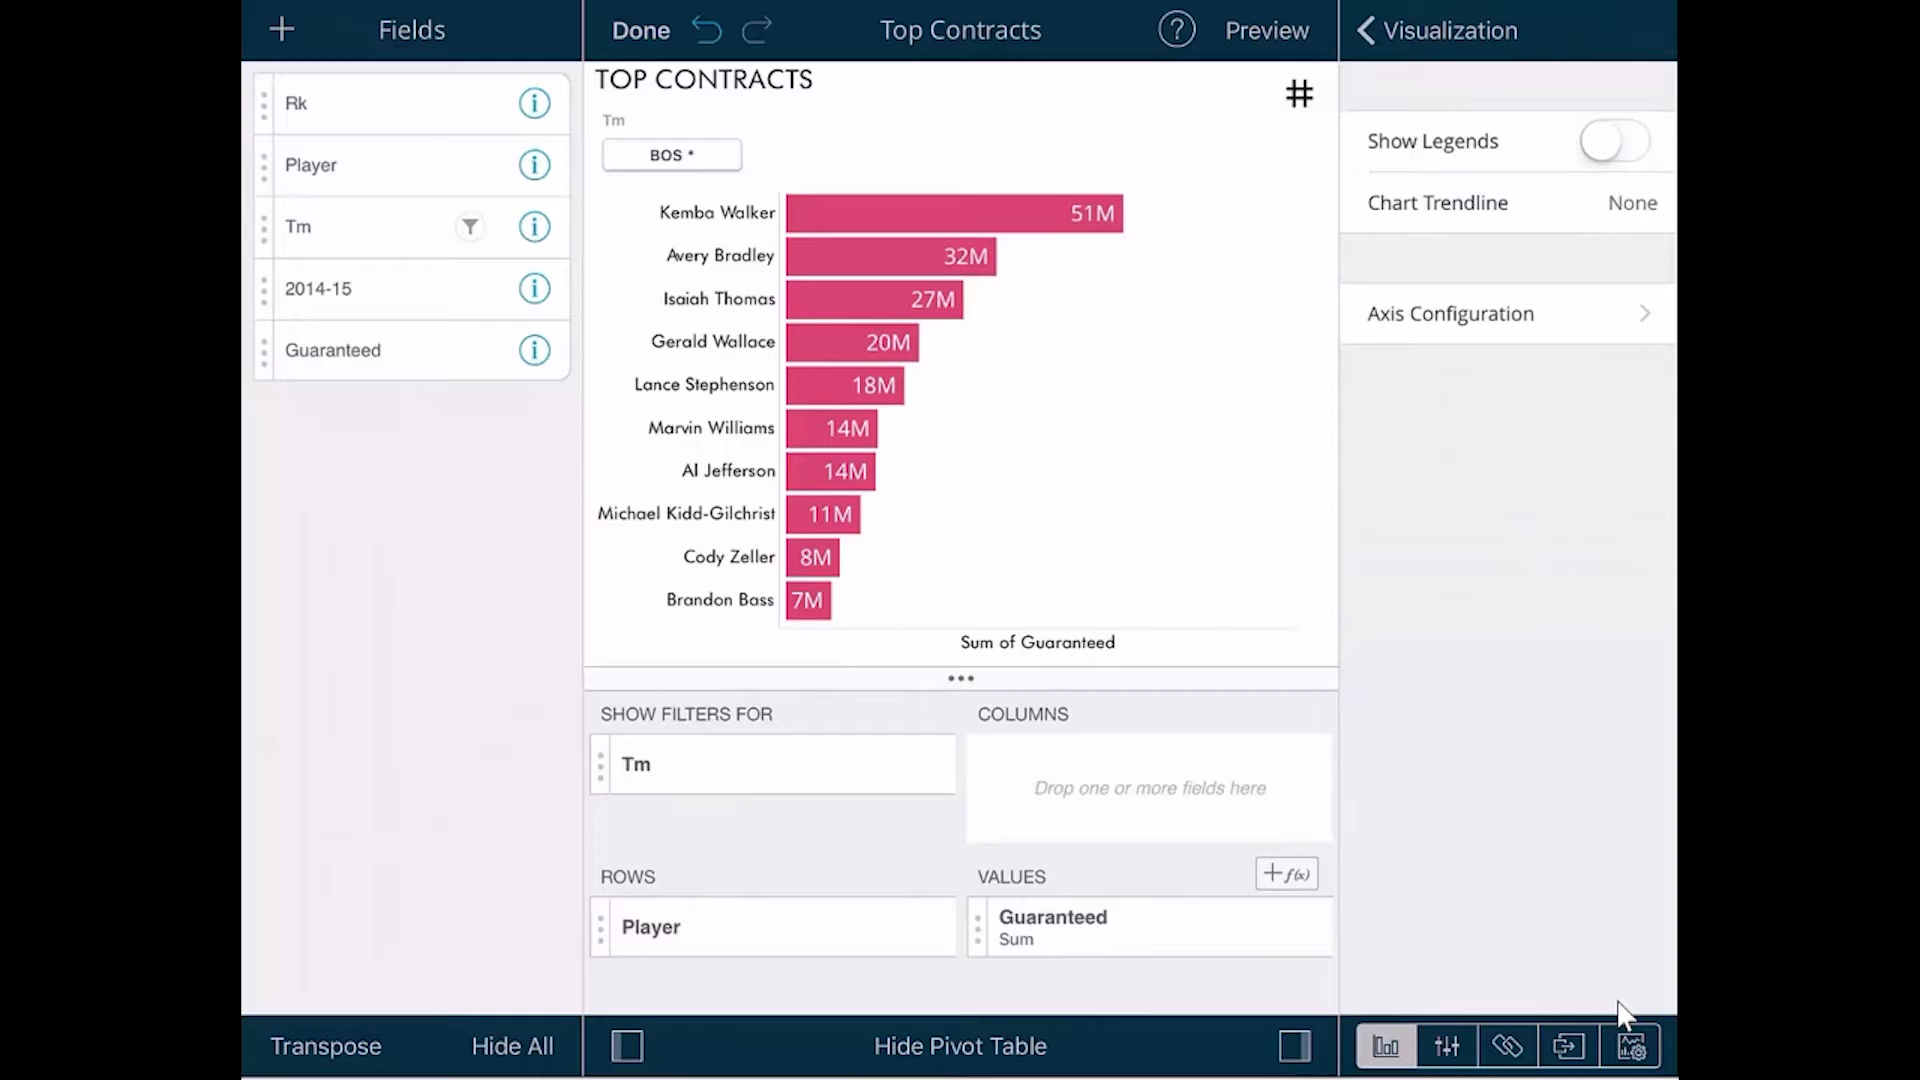 Fields
Rk
Player
Tm
2014-15
Guaranteed
Transpose
Hide All
Done
Top Contracts
?
Preview
TOP CONTRACTS
#
Tm
BOS *
Kemba Walker 51M
Avery Bradley 32M
Isaiah Thomas 27M
Gerald Wallace 20M
Lance Stephenson 18M
Marvin Williams 14M
Al Jefferson 14M
Michael Kidd-Gilchrist 11M
Cody Zeller 8M
Brandon Bass 7M
Sum of Guaranteed
SHOW FILTERS FOR
Tm
COLUMNS
Drop one or more fields here
ROWS
Player
VALUES
+f(x)
Guaranteed
Sum
Hide Pivot Table
Visualization
Show Legends
Chart Trendline None
Axis Configuration